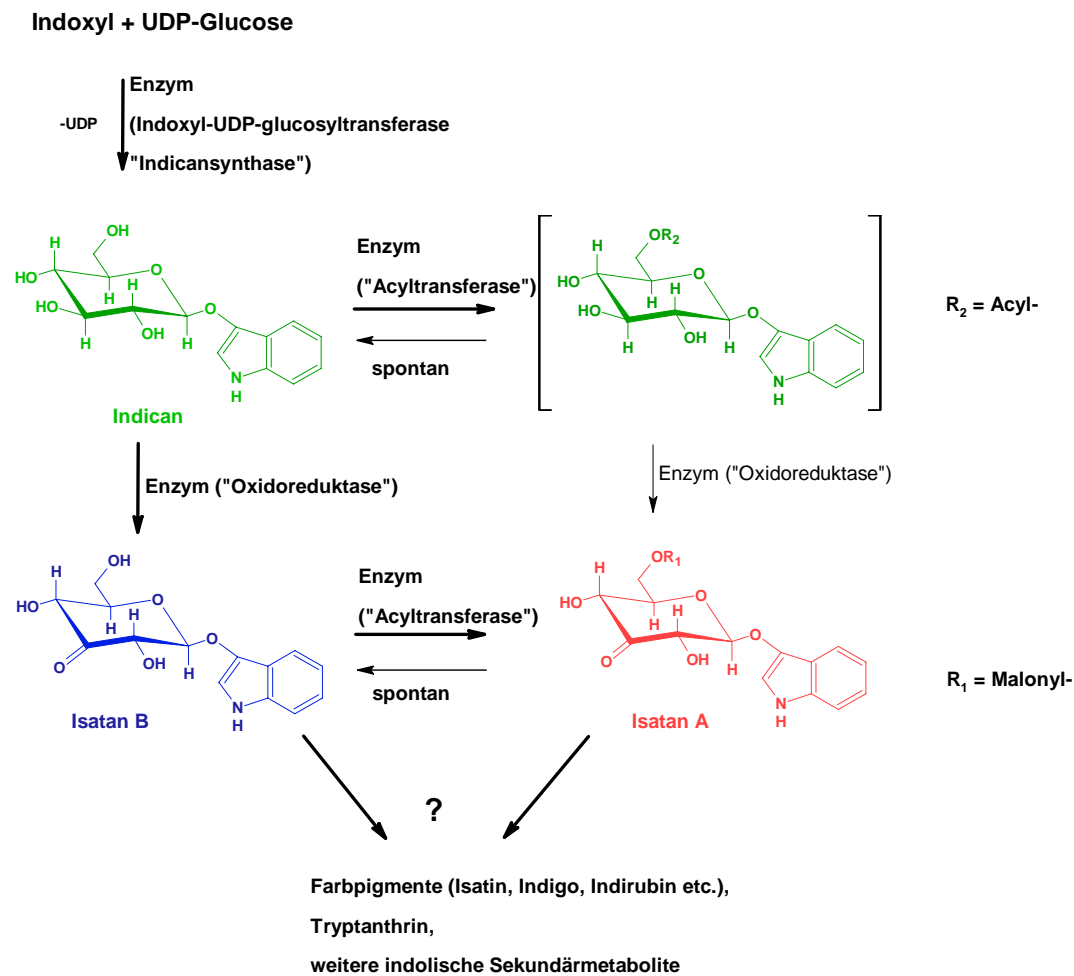 Indoxyl + UDP-Glucose
Enzym
-UDP
(Indoxyl-UDP-glucosyltransferase
"Indicansynthase")
OH
H
O
HO
H
H
HO
O
OH
H
H
N
H
Indican
Enzym
("Acyltransferase")
spontan
OR2
H
O
HO
H
H
HO
O
OH
H
H
N
H
R2 = Acyl-
Enzym ("Oxidoreduktase")
Enzym ("Oxidoreduktase")
OH
H
O
HO
H
H
O
O
OH
H
N
H
Isatan B
Enzym
("Acyltransferase")
spontan
OR1
H
O
HO
H
H
O
O
OH
H
N
H
Isatan A
R1 = Malonyl-
?
Farbpigmente (Isatin, Indigo, Indirubin etc.),
Tryptanthrin,
weitere indolische Sekundärmetabolite